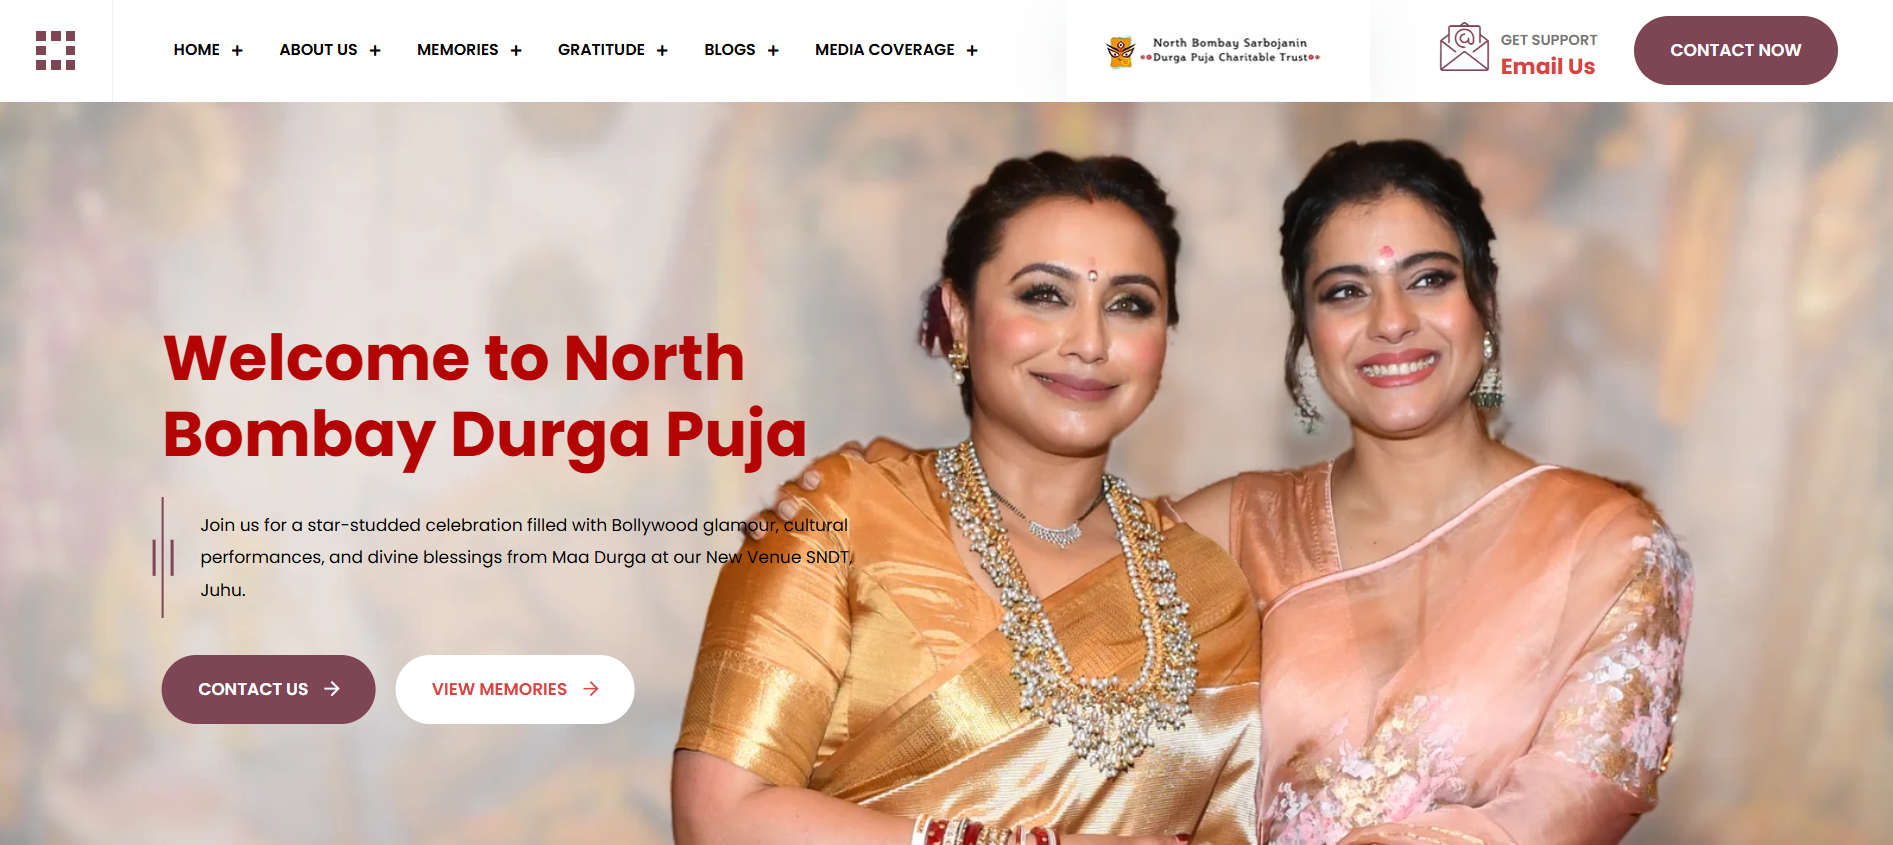 HOME +
ABOUT US +
MEMORIES +
GRATITUDE +
BLOGS +
MEDIA COVERAGE +
North Bombay Sarbojanin
Durga Puja Charitable Trust
GET SUPPORT
Email Us
CONTACT NOW
Welcome to North
Bombay Durga Puja
Join us for a star-studded celebration filled with Bollywood glamour, cultural
performances, and divine blessings from Maa Durga at our New Venue SNDT,
Juhu.
CONTACT US →
VIEW MEMORIES →